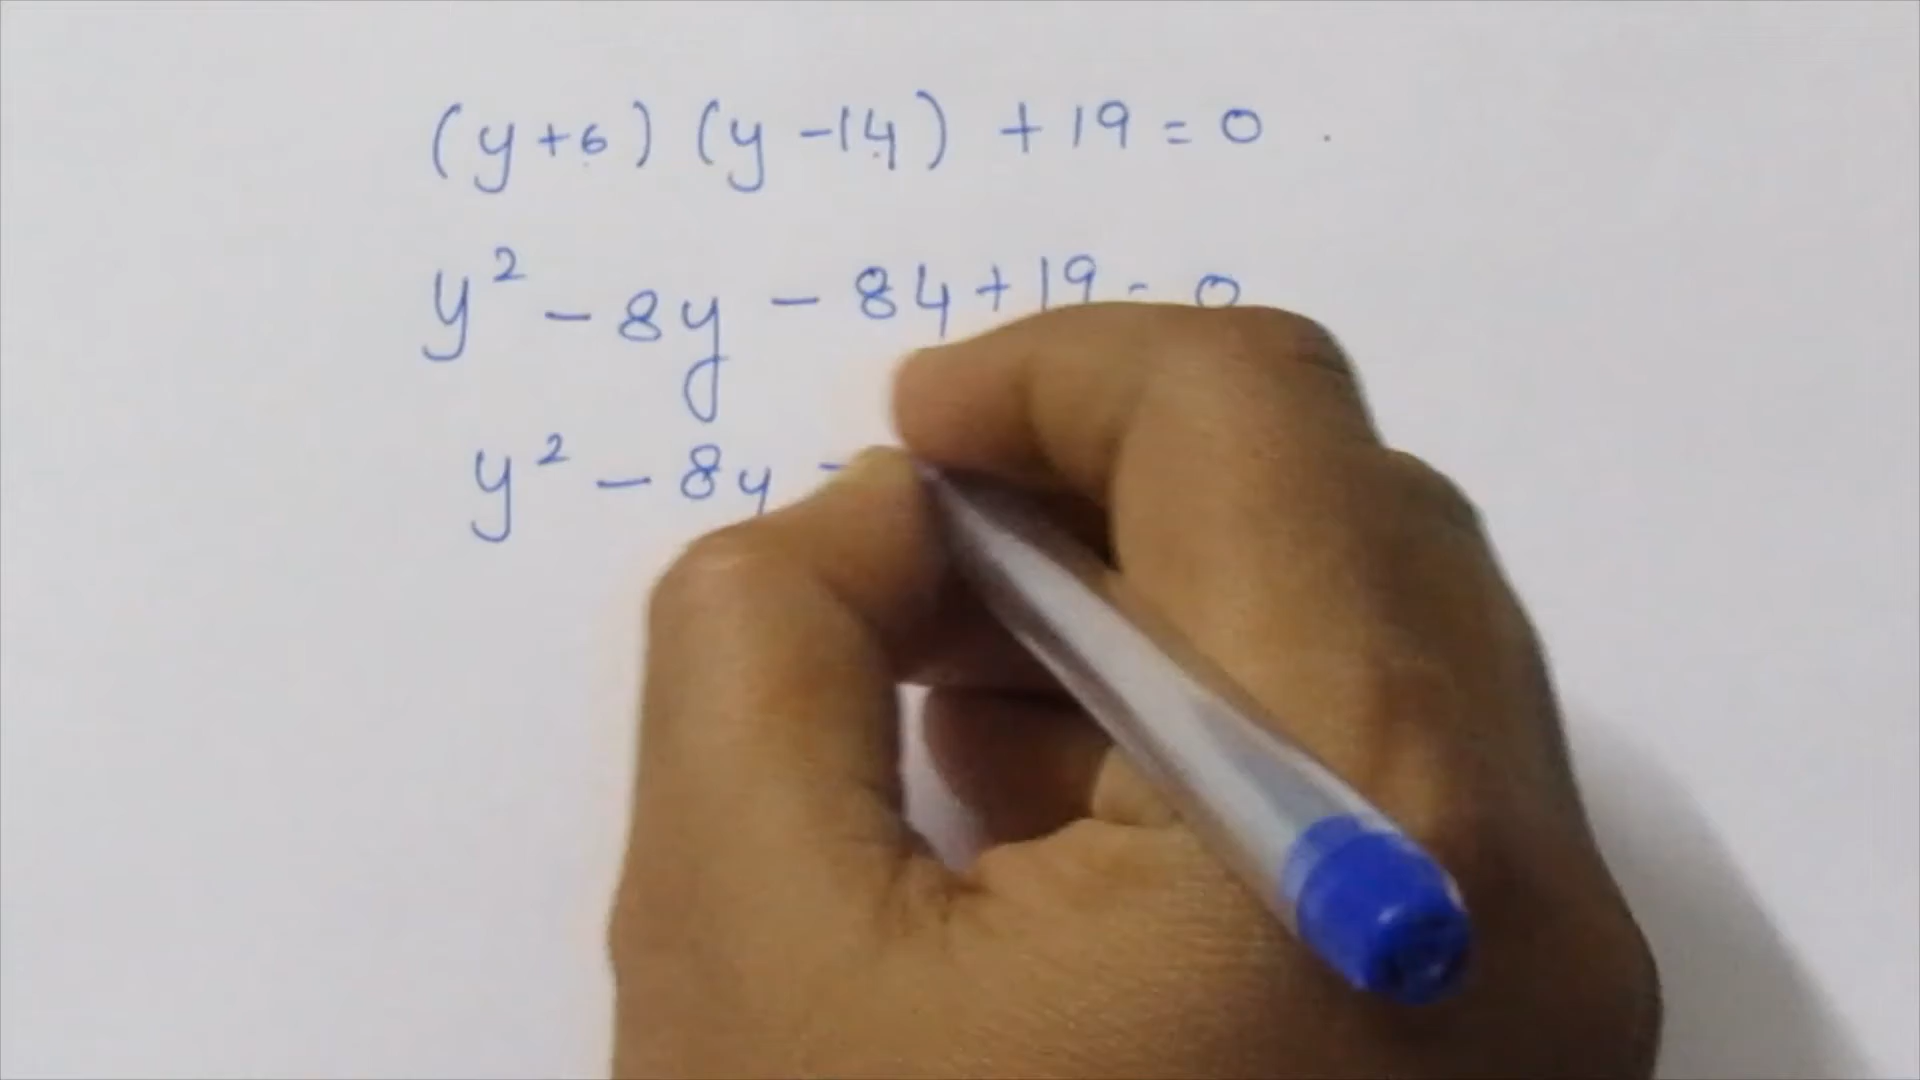 (y+6) (y-14) +19=0.
y² - 8y - 84+19=0
y² - 8y -